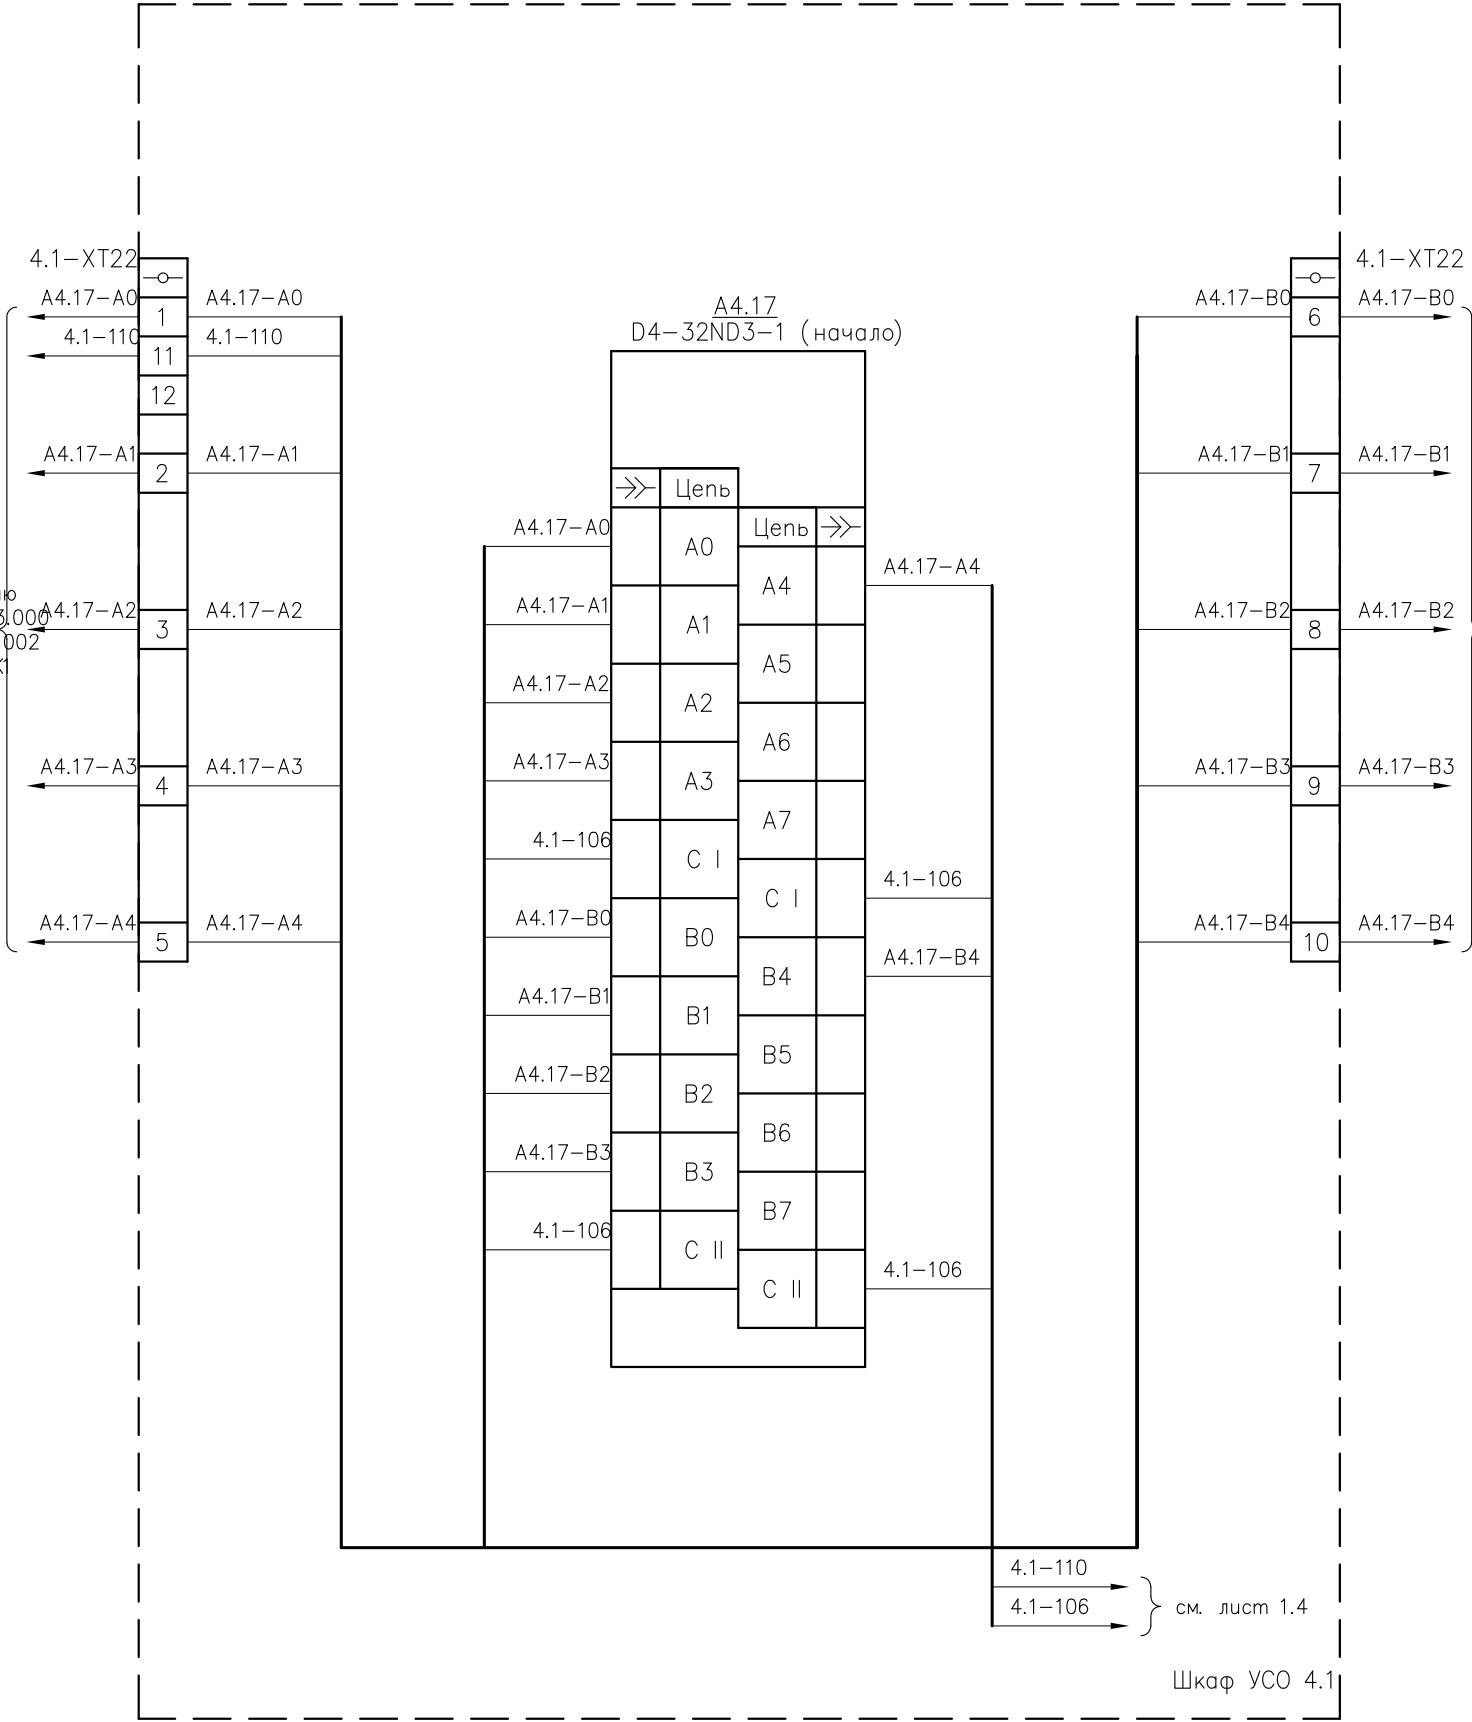 4.1-XT22
A4.17-A0
1
A4.17-A0
4.1-110
11
4.1-110
12
A4.17-A1
2
A4.17-A1
A4.17-A2
3
A4.17-A2
3.000
002
A4.17-A3
4
A4.17-A3
A4.17-A4
5
A4.17-A4
A4.17
D4-32ND3-1 (начало)
Цепь
A4.17-A0
A0
A4.17-A1
A1
A4.17-A2
A2
A4.17-A3
A3
4.1-106
C I
A4.17-B0
B0
A4.17-B1
B1
A4.17-B2
B2
A4.17-B3
B3
4.1-106
C II
Цепь
A4
A4.17-A4
A5
A6
A7
C I
4.1-106
B4
A4.17-B4
B5
B6
B7
C II
4.1-106
4.1-XT22
A4.17-B0
6
A4.17-B0
A4.17-B1
7
A4.17-B1
A4.17-B2
8
A4.17-B2
A4.17-B3
9
A4.17-B3
A4.17-B4
10
A4.17-B4
4.1-110
4.1-106
см. лист 1.4
Шкаф УСО 4.1